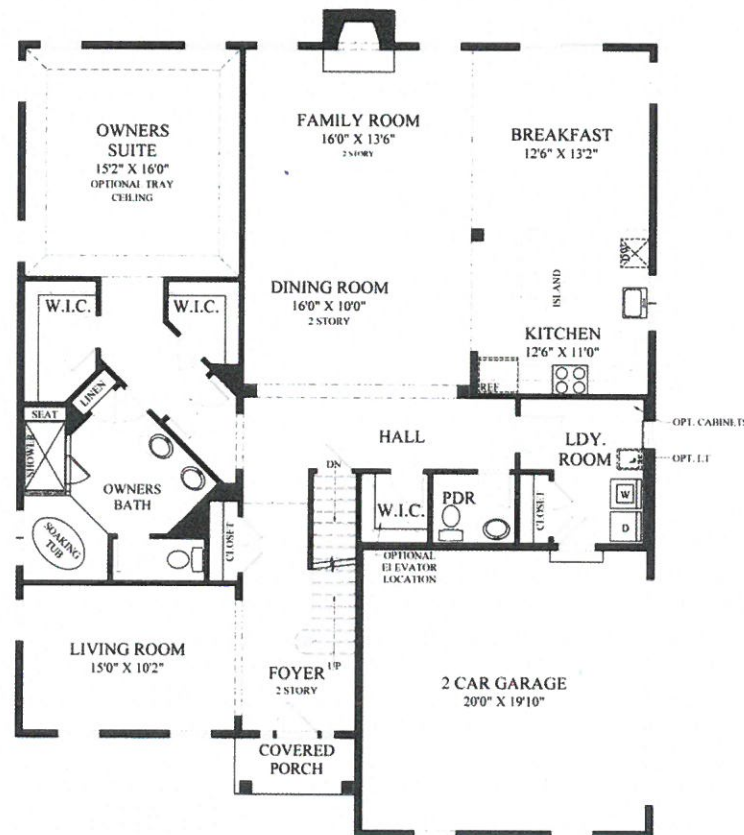 OWNERS
SUITE
15'2" X 16'0"
OPTIONAL TRAY
CEILING
FAMILY ROOM
16'0" X 13'6"
2 STORY
BREAKFAST
12'6" X 13'2"
DW
ISLAND
DINING ROOM
16'0" X 10'0"
2 STORY
W.I.C.
W.I.C.
KITCHEN
12'6" X 11'0"
REF.
LINEN
SEAT
SHOWER
HALL
DN
LDY.
ROOM
OPT. CABINETS
OPT. LT
OWNERS
BATH
SOAKING
TUB
CLOSET
W.I.C.
PDR
CLOSET
W
D
OPTIONAL
ELEVATOR
LOCATION
LIVING ROOM
15'0" X 10'2"
FOYER
2 STORY
UP
2 CAR GARAGE
20'0" X 19'10"
COVERED
PORCH